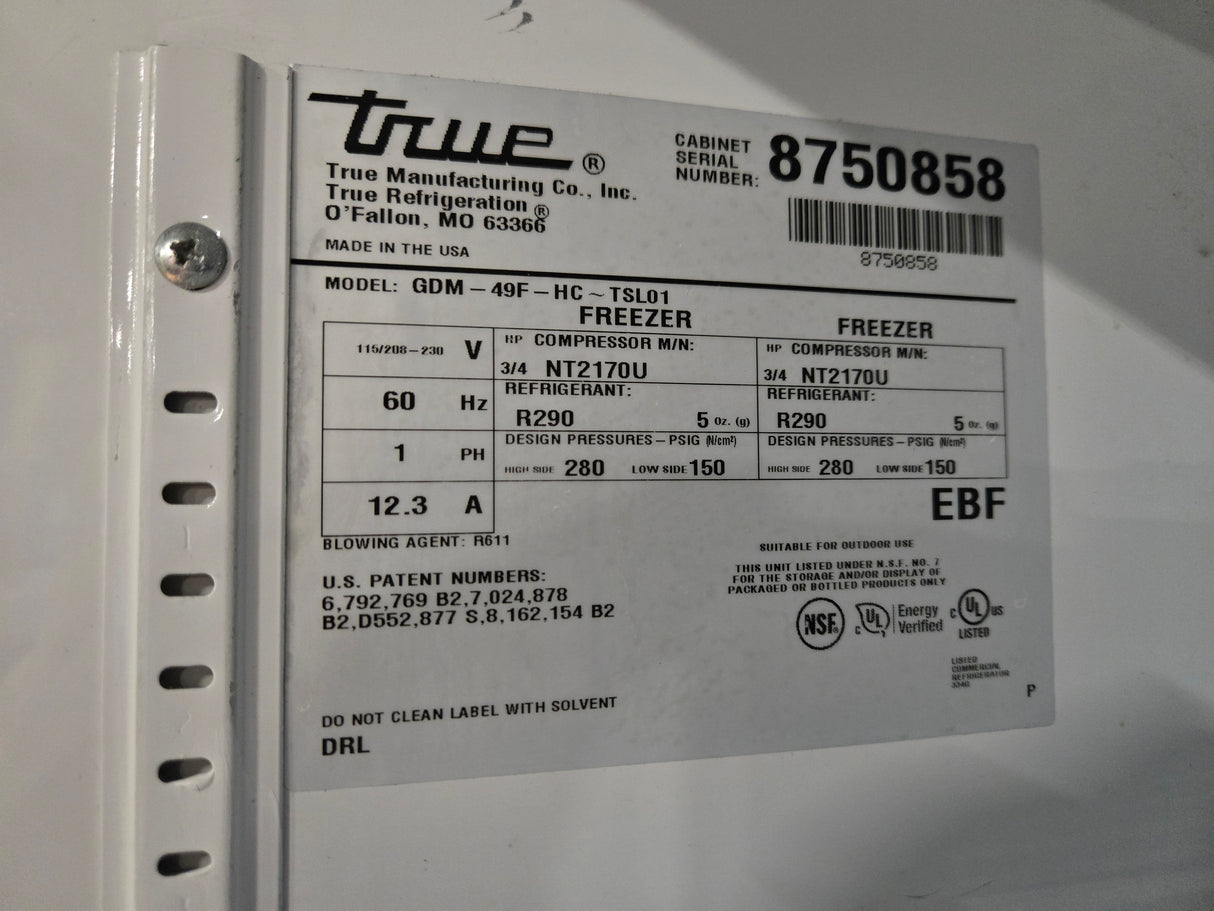 true®
True Manufacturing Co., Inc.
True Refrigeration ®
O'Fallon, MO 63366
MADE IN THE USA
CABINET
SERIAL
NUMBER: 8750858
8750858
MODEL: GDM – 49F – HC ~ TSL01
FREEZER
FREEZER
115/208 – 230 V
60 Hz
1 PH
12.3 A
HP COMPRESSOR M/N:
3/4 NT2170U
REFRIGERANT:
R290 5 oz. (g)
DESIGN PRESSURES – PSIG (N/cm²)
HIGH SIDE 280 LOW SIDE 150
HP COMPRESSOR M/N:
3/4 NT2170U
REFRIGERANT:
R290 5 oz. (g)
DESIGN PRESSURES – PSIG (N/cm²)
HIGH SIDE 280 LOW SIDE 150
EBF
BLOWING AGENT: R611
U.S. PATENT NUMBERS:
6,792,769 B2,7,024,878
B2,D552,877 S,8,162,154 B2
SUITABLE FOR OUTDOOR USE
THIS UNIT LISTED UNDER N.S.F. NO. 7
FOR THE STORAGE AND/OR DISPLAY OF
PACKAGED OR BOTTLED PRODUCTS ONLY
NSF®
c UL Energy
Verified
c UL US
LISTED
LISTED
COMMERCIAL
REFRIGERATOR
P
DO NOT CLEAN LABEL WITH SOLVENT
DRL